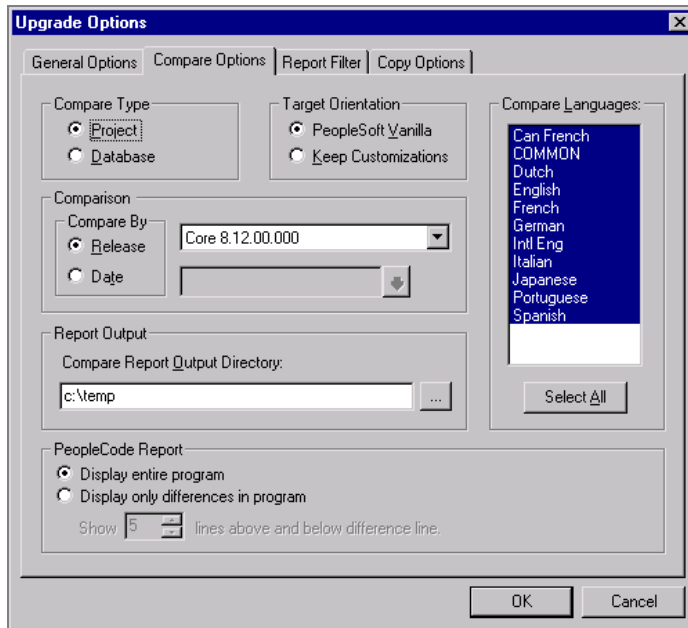 Upgrade Options
General Options
Compare Options
Report Filter
Copy Options
Compare Type
Project
Database
Target Orientation
PeopleSoft Vanilla
Keep Customizations
Compare Languages:
Can French
COMMON
Dutch
English
French
German
Intl Eng
Italian
Japanese
Portuguese
Spanish
Select All
Comparison
Compare By
Release
Core 8.12.00.000
Date
Report Output
Compare Report Output Directory:
c:\temp
...
PeopleCode Report
Display entire program
Display only differences in program
Show 5 lines above and below difference line.
OK
Cancel